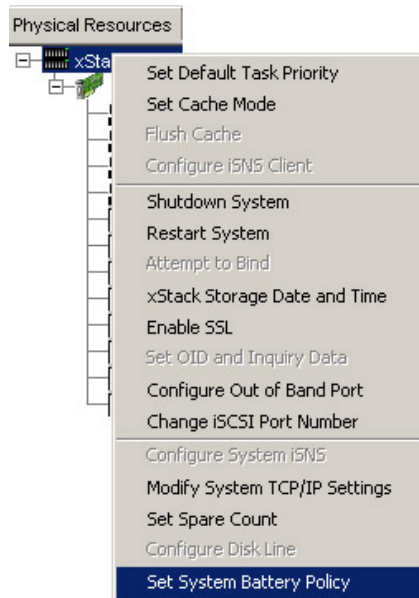 Physical Resources
xSta
Set Default Task Priority
Set Cache Mode
Flush Cache
Configure iSNS Client
Shutdown System
Restart System
Attempt to Bind
xStack Storage Date and Time
Enable SSL
Set OID and Inquiry Data
Configure Out of Band Port
Change iSCSI Port Number
Configure System iSNS
Modify System TCP/IP Settings
Set Spare Count
Configure Disk Line
Set System Battery Policy